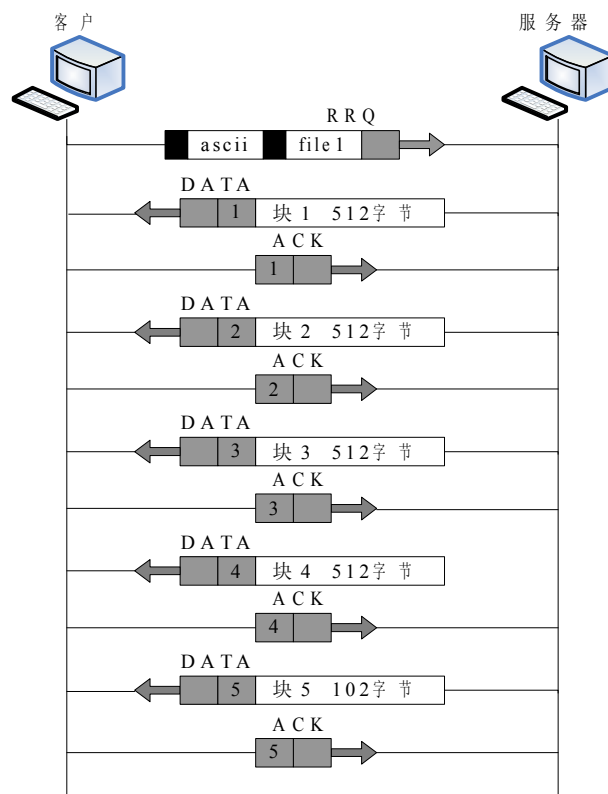 客户 服务器
RRQ
ascii file1
DATA
1 块1 512字节
ACK
1
DATA
2 块2 512字节
ACK
2
DATA
3 块3 512字节
ACK
3
DATA
4 块4 512字节
ACK
4
DATA
5 块5 102字节
ACK
5